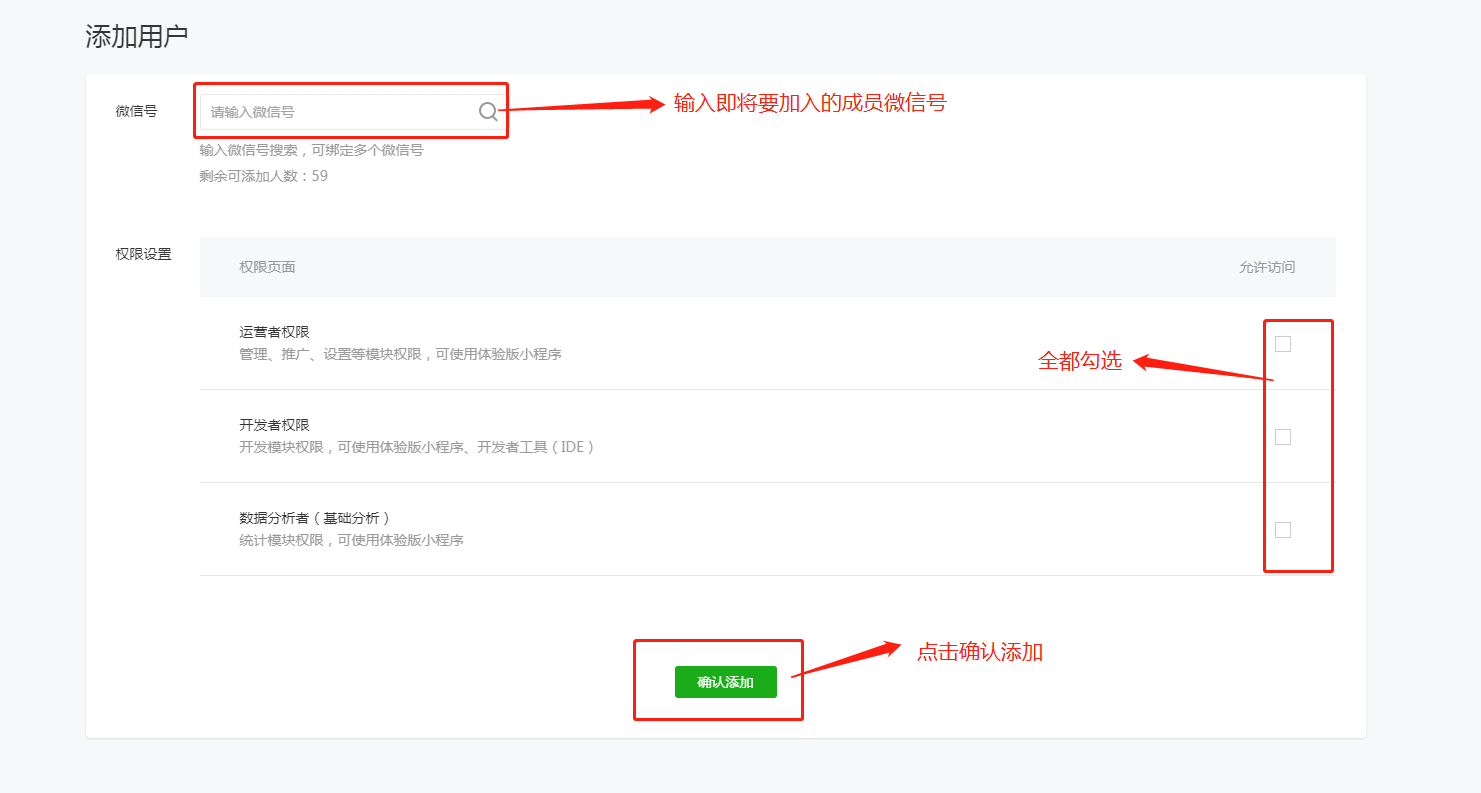 添加用户
微信号
请输入微信号
输入即将要加入的成员微信号
输入微信号搜索，可绑定多个微信号
剩余可添加人数：59
权限设置
权限页面
允许访问
运营者权限
管理、推广、设置等模块权限，可使用体验版小程序
全都勾选
开发者权限
开发模块权限，可使用体验版小程序、开发者工具（IDE）
数据分析者（基础分析）
统计模块权限，可使用体验版小程序
确认添加
点击确认添加